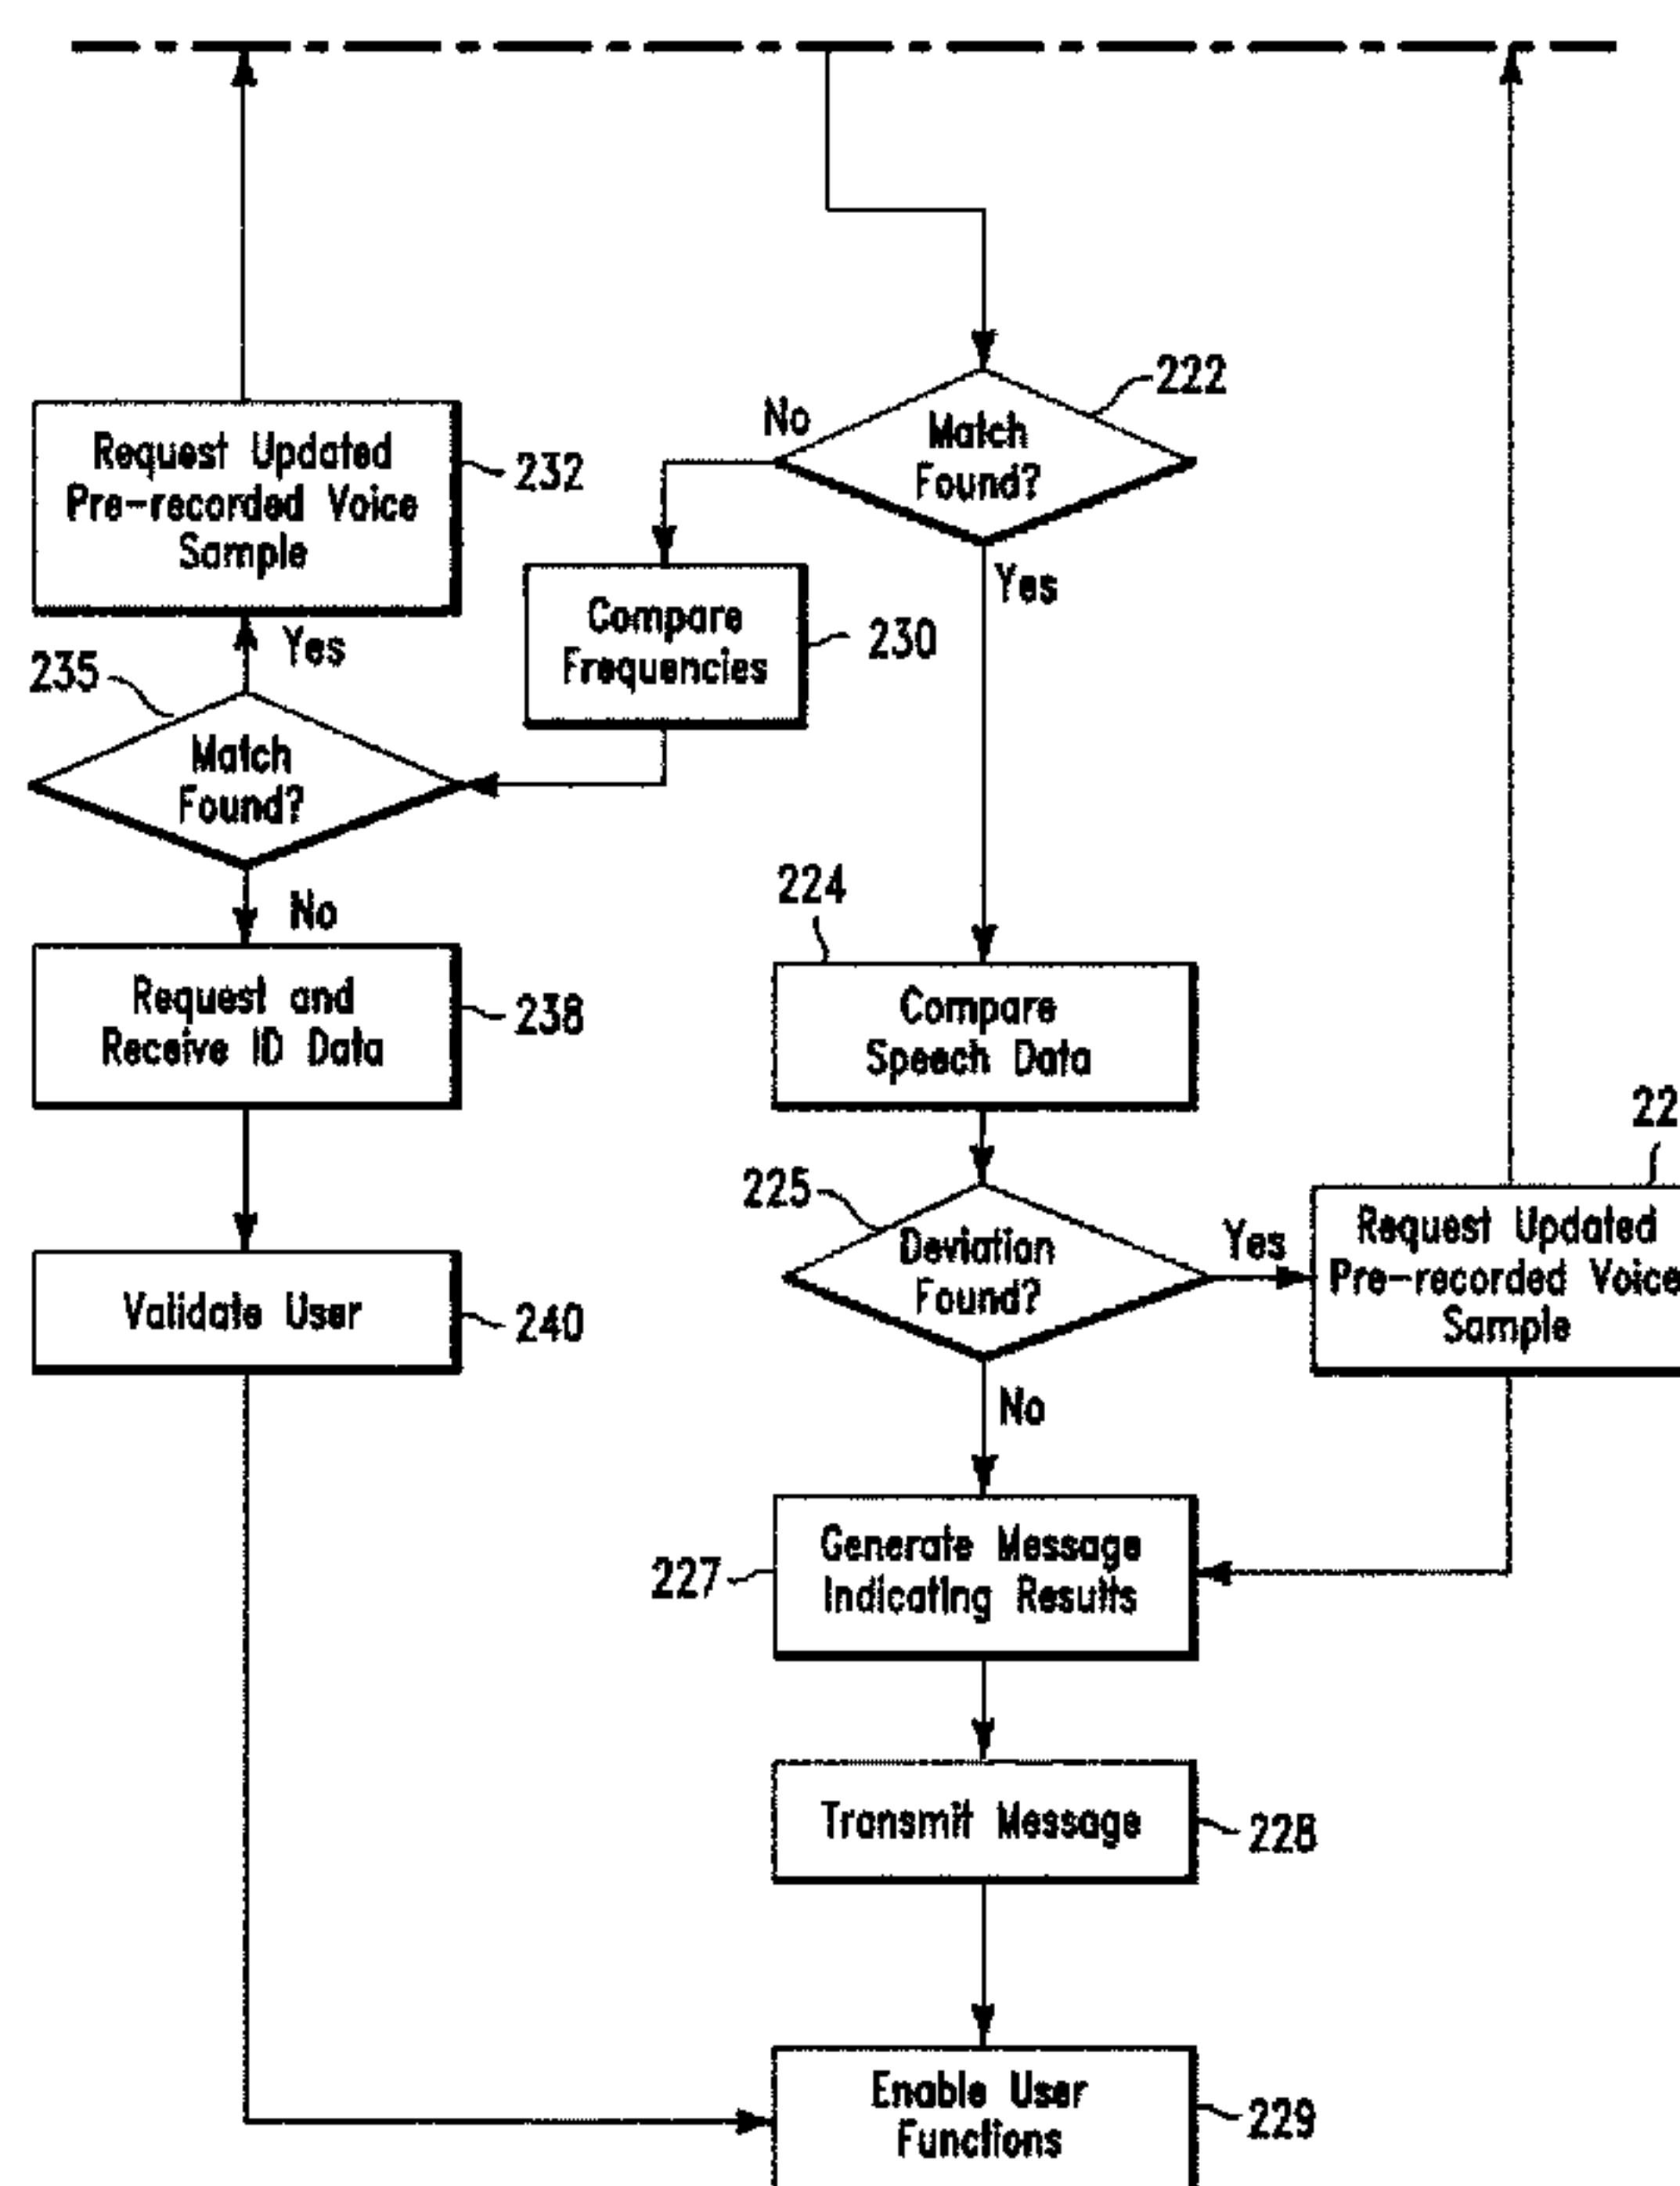 222
No
Match
Found?
Yes
Request Updated
Pre-recorded Voice
Sample
232
Compare
Frequencies
230
Yes
235
Match
Found?
No
224
Request and
Receive ID Data
238
Compare
Speech Data
22
225
Deviation
Found?
Yes
Request Updated
Pre-recorded Voice
Sample
Validate User
240
No
Generate Message
Indicating Results
227
Transmit Message
228
Enable User
Functions
229